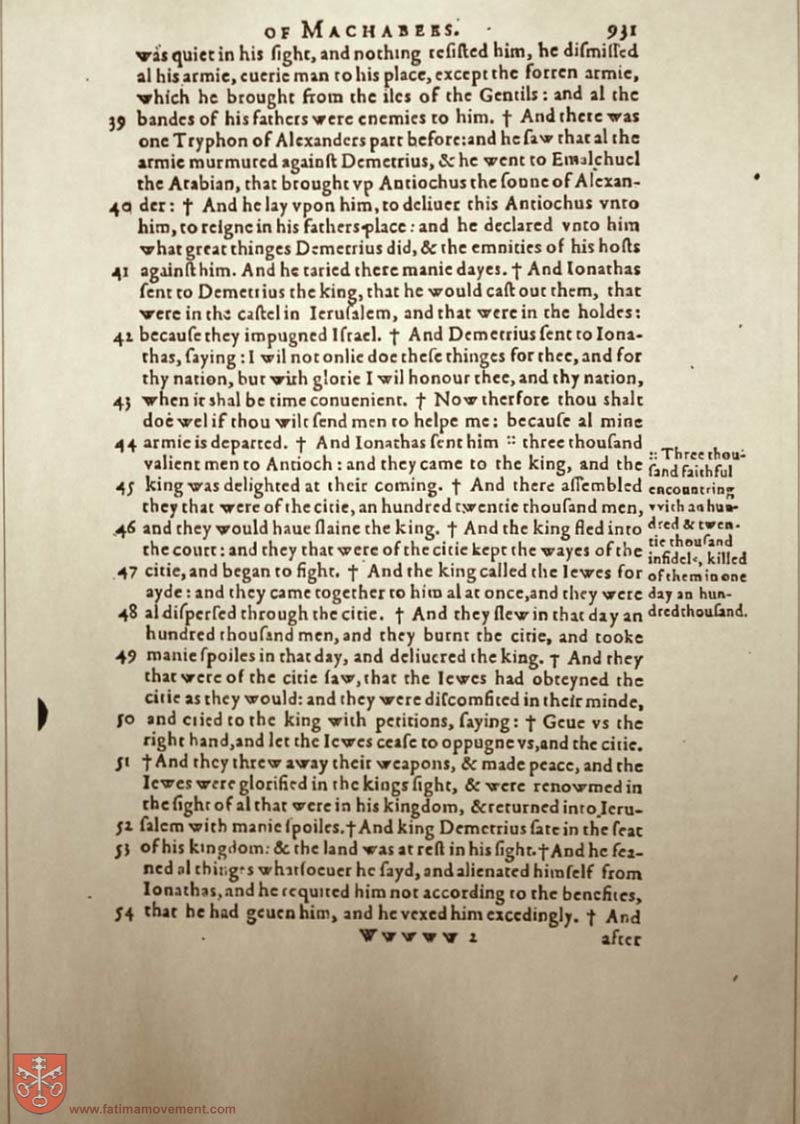 OF MACHABEES. 931
was quiet in his ſight, and nothing reſiſted him, he diſmiſſed
al his armie, euerie man to his place, except the forren armie,
which he brought from the iles of the Gentils: and al the
39 bandes of his fathers were enemies to him. † And there was
one Tryphon of Alexanders part before: and he ſaw that al the
armie murmured againſt Demetrius, & he went to Emalchuel
the Arabian, that brought vp Antiochus the ſonne of Alexan-
40 der: † And he lay vpon him, to deliuer this Antiochus vnto
him, to reigne in his fathers place: and he declared vnto him
what great thinges Demetrius did, & the emnities of his hoſts
41 againſt him. And he taried there manie dayes. † And Ionathas
ſent to Demetrius the king, that he would caſt out them, that
were in the caſtel in Ieruſalem, and that were in the holdes:
42 becauſe they impugned Iſrael. † And Demetrius ſent to Iona-
thas, ſaying: I wil not onlie doe theſe thinges for thee, and for
thy nation, but with glorie I wil honour thee, and thy nation,
43 when it shal be time conuenient. † Now therfore thou shalt
doe wel if thou wilt ſend men to helpe me: becauſe al mine
44 armie is departed. † And Ionathas ſent him :: three thouſand
valient men to Antioch: and they came to the king, and the
45 king was delighted at their coming. † And there aſſembled
they that were of the citie, an hundred twentie thouſand men,
46 and they would haue ſlaine the king. † And the king fled into
the court: and they that were of the citie kept the wayes of the
47 citie, and began to fight. † And the king called the Iewes for
ayde: and they came together to him al at once, and they were
48 al diſperſed through the citie. † And they ſlew in that day an
hundred thouſand men, and they burnt the citie, and tooke
49 manie ſpoiles in that day, and deliuered the king. † And they
that were of the citie ſaw, that the Iewes had obteyned the
citie as they would: and they were diſcomfited in their minde,
50 and cried to the king with petitions, ſaying: † Geue vs the
right hand, and let the Iewes ceaſe to oppugne vs, and the citie.
51 † And they threw away their weapons, & made peace, and the
Iewes were glorified in the kings ſight, & were renowmed in
the ſight of al that were in his kingdom, & returned into Ieru-
52 ſalem with manie ſpoiles. † And king Demetrius ſate in the ſeat
53 of his kingdom: & the land was at reſt in his ſight. † And he fea-
ned al thinges whatſoeuer he ſayd, and alienated himſelf from
Ionathas, and he requited him not according to the benefites,
54 that he had geuen him, and he vexed him excedingly. † And
Wwwww 2 after
:: Three thou-
ſand faithful
encountring
with an hun-
dred & twen-
tie thouſand
infidels, killed
of them in one
day an hun-
dred thouſand.
www.fatimamovement.com